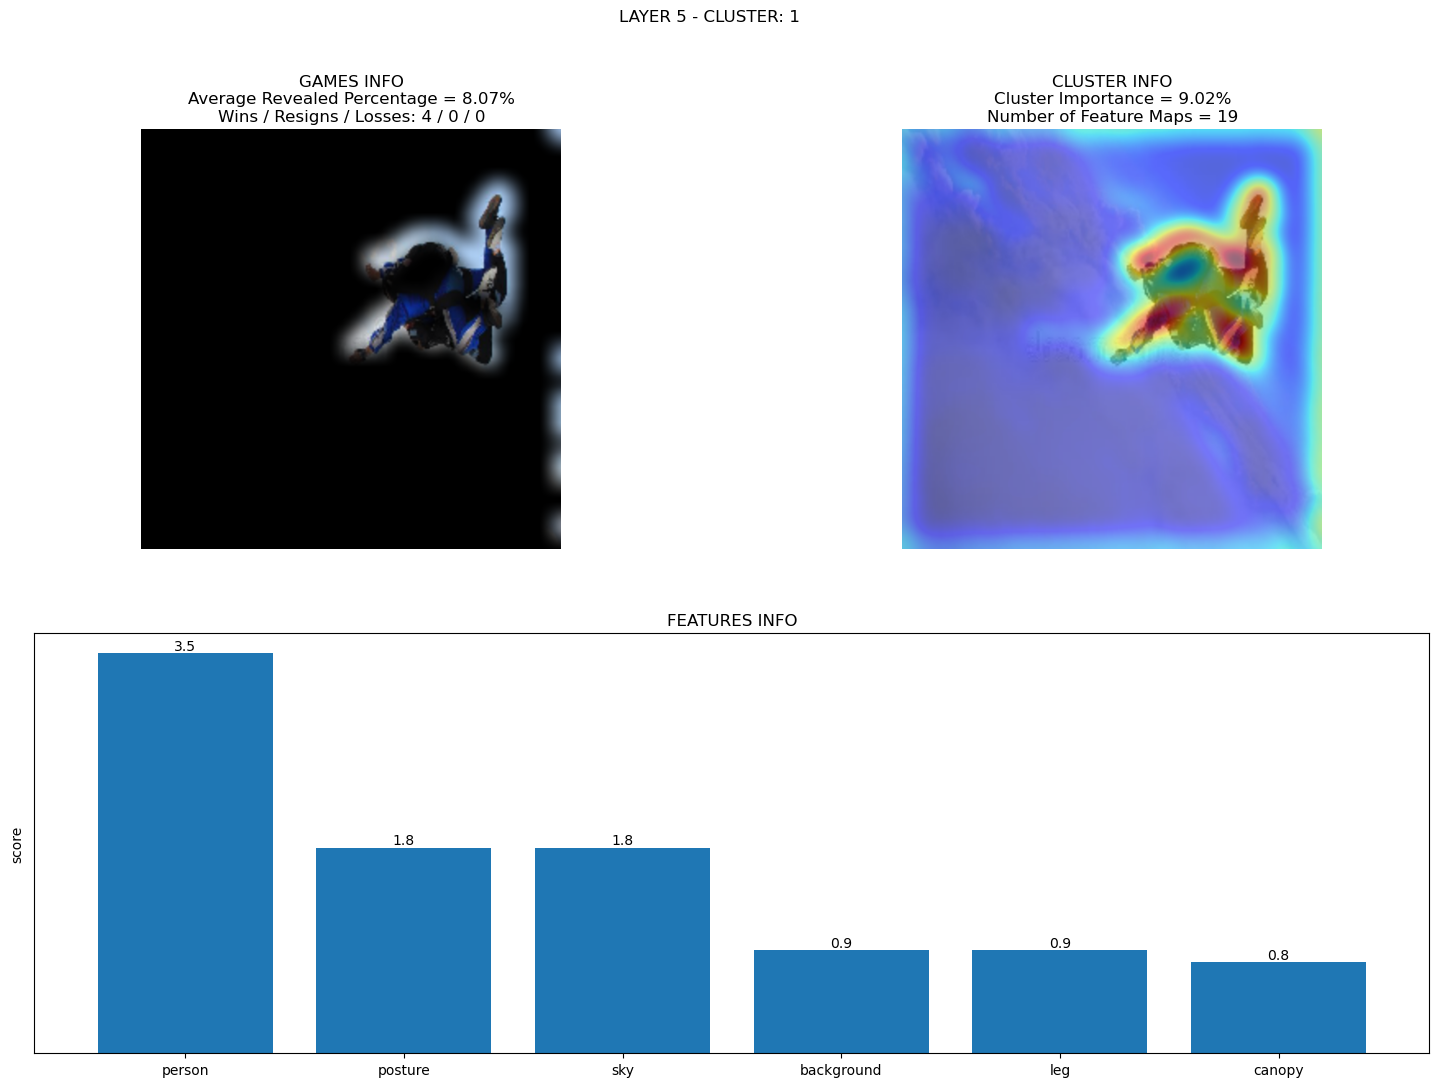 LAYER 5 - CLUSTER: 1
GAMES INFO
Average Revealed Percentage = 8.07%
Wins / Resigns / Losses: 4 / 0 / 0
CLUSTER INFO
Cluster Importance = 9.02%
Number of Feature Maps = 19
FEATURES INFO
score
3.5
1.8
1.8
0.9
0.9
0.8
person
posture
sky
background
leg
canopy